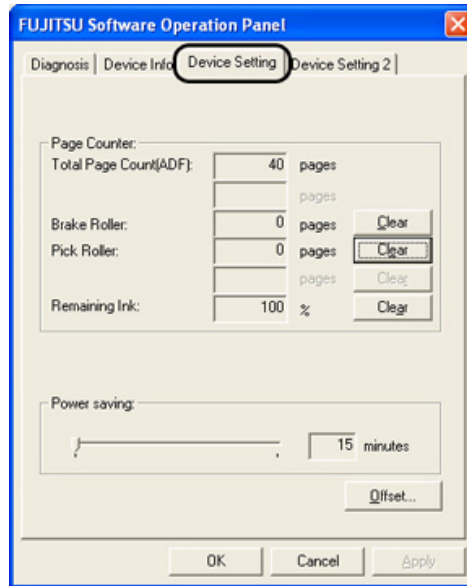 FUJITSU Software Operation Panel
Diagnosis Device Info Device Setting Device Setting 2
Page Counter:
Total Page Count(ADF): 40 pages
pages
Brake Roller: 0 pages Clear
Pick Roller: 0 pages Clear
pages Clear
Remaining Ink: 100 % Clear
Power saving:
15 minutes
Offset...
OK Cancel Apply